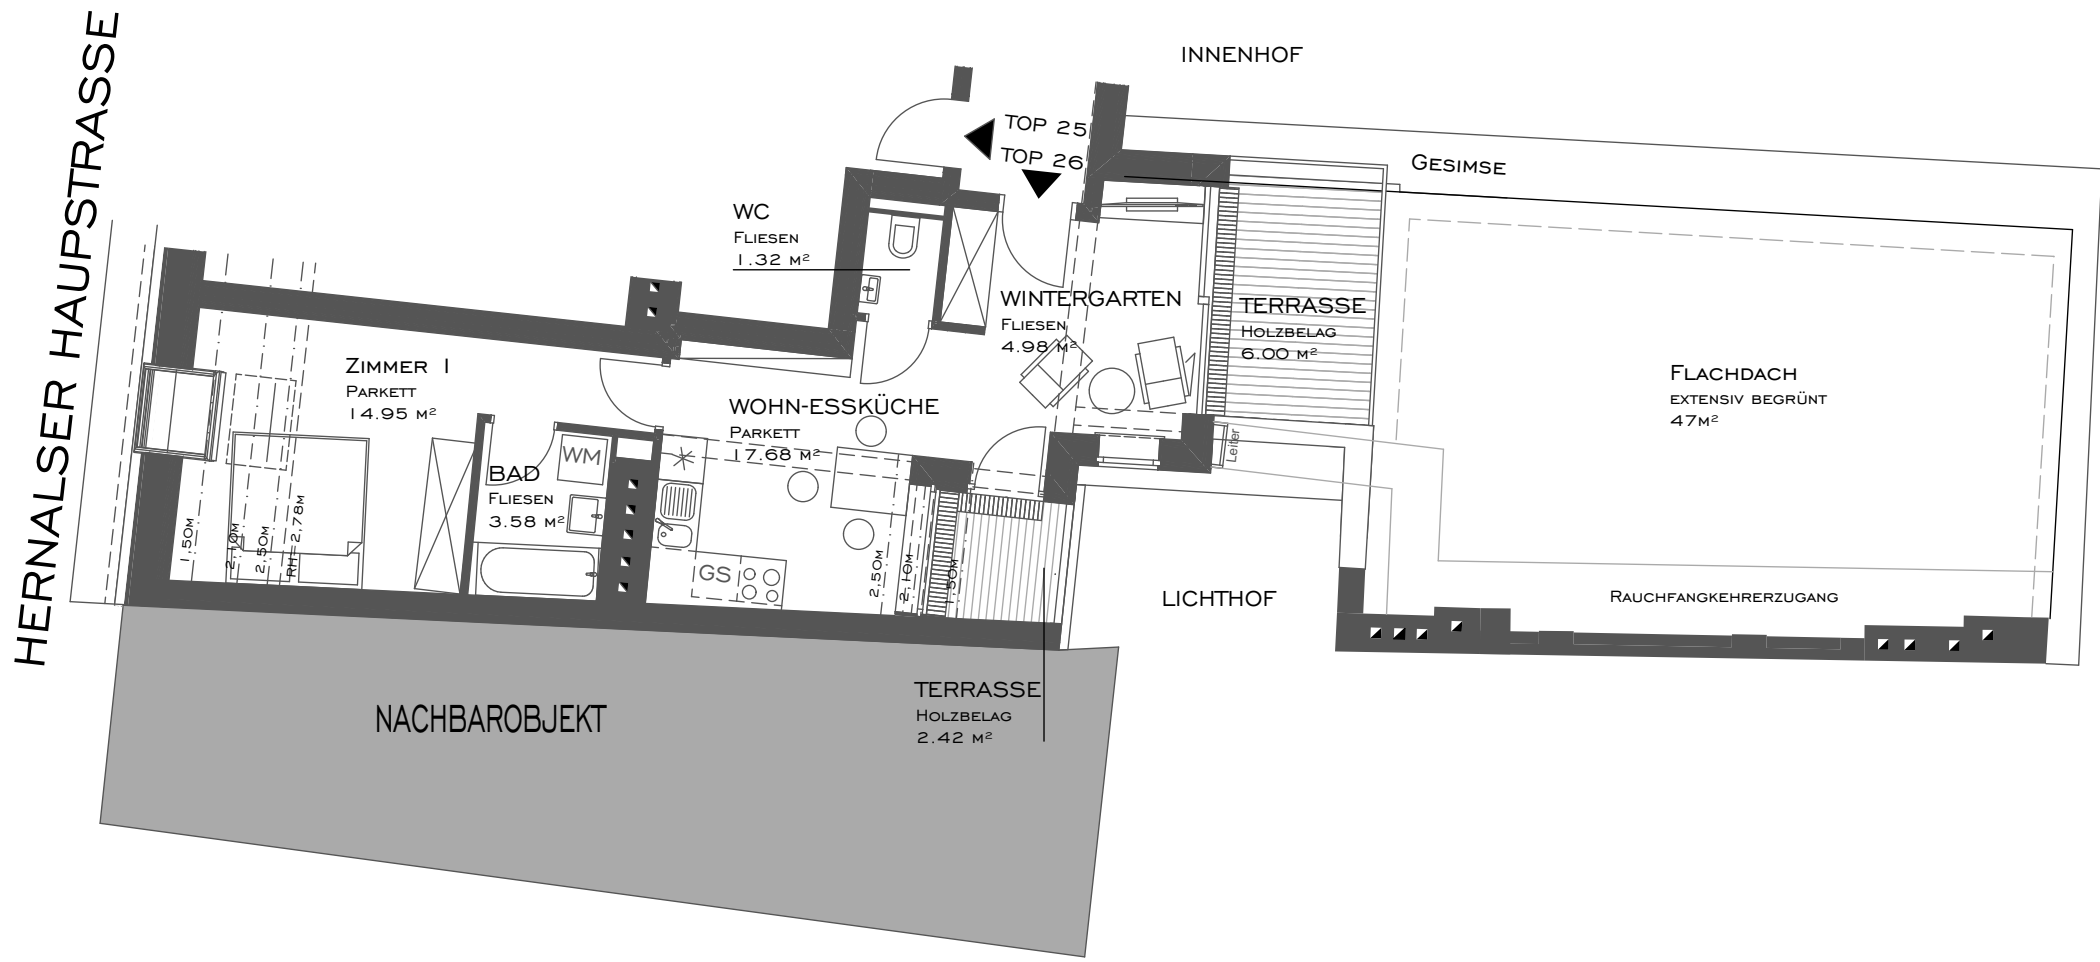 HERNALSER HAUPSTRASSE
INNENHOF
TOP 25
TOP 26
GESIMSE
WC
FLIESEN
1.32 M²
WINTERGARTEN
FLIESEN
4.98 M²
TERRASSE
HOLZBELAG
6.00 M²
ZIMMER 1
PARKETT
14.95 M²
WOHN-ESSKÜCHE
PARKETT
17.68 M²
FLACHDACH
EXTENSIV BEGRÜNT
47M²
Leiter
WM
BAD
FLIESEN
3.58 M²
1,50M
2,10M
2,50M
RH=2,78M
GS
2,50M
2,10M
1,50M
LICHTHOF
RAUCHFANGKEHRERZUGANG
TERRASSE
HOLZBELAG
2.42 M²
NACHBAROBJEKT